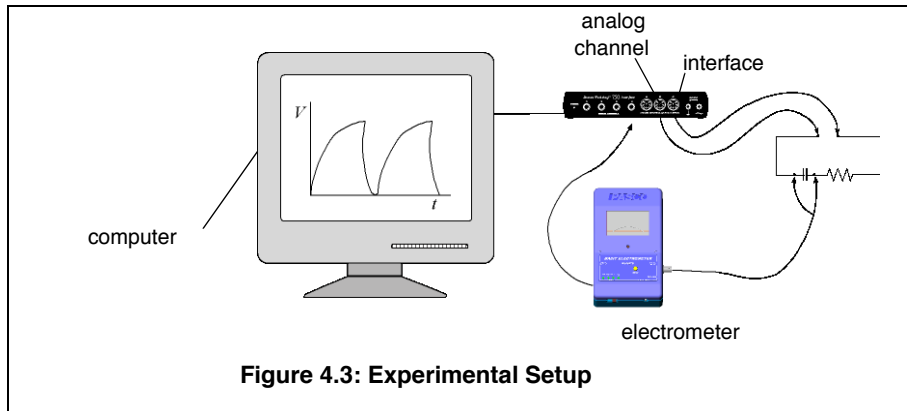 analog
channel
interface
V
t
computer
electrometer
Figure 4.3: Experimental Setup